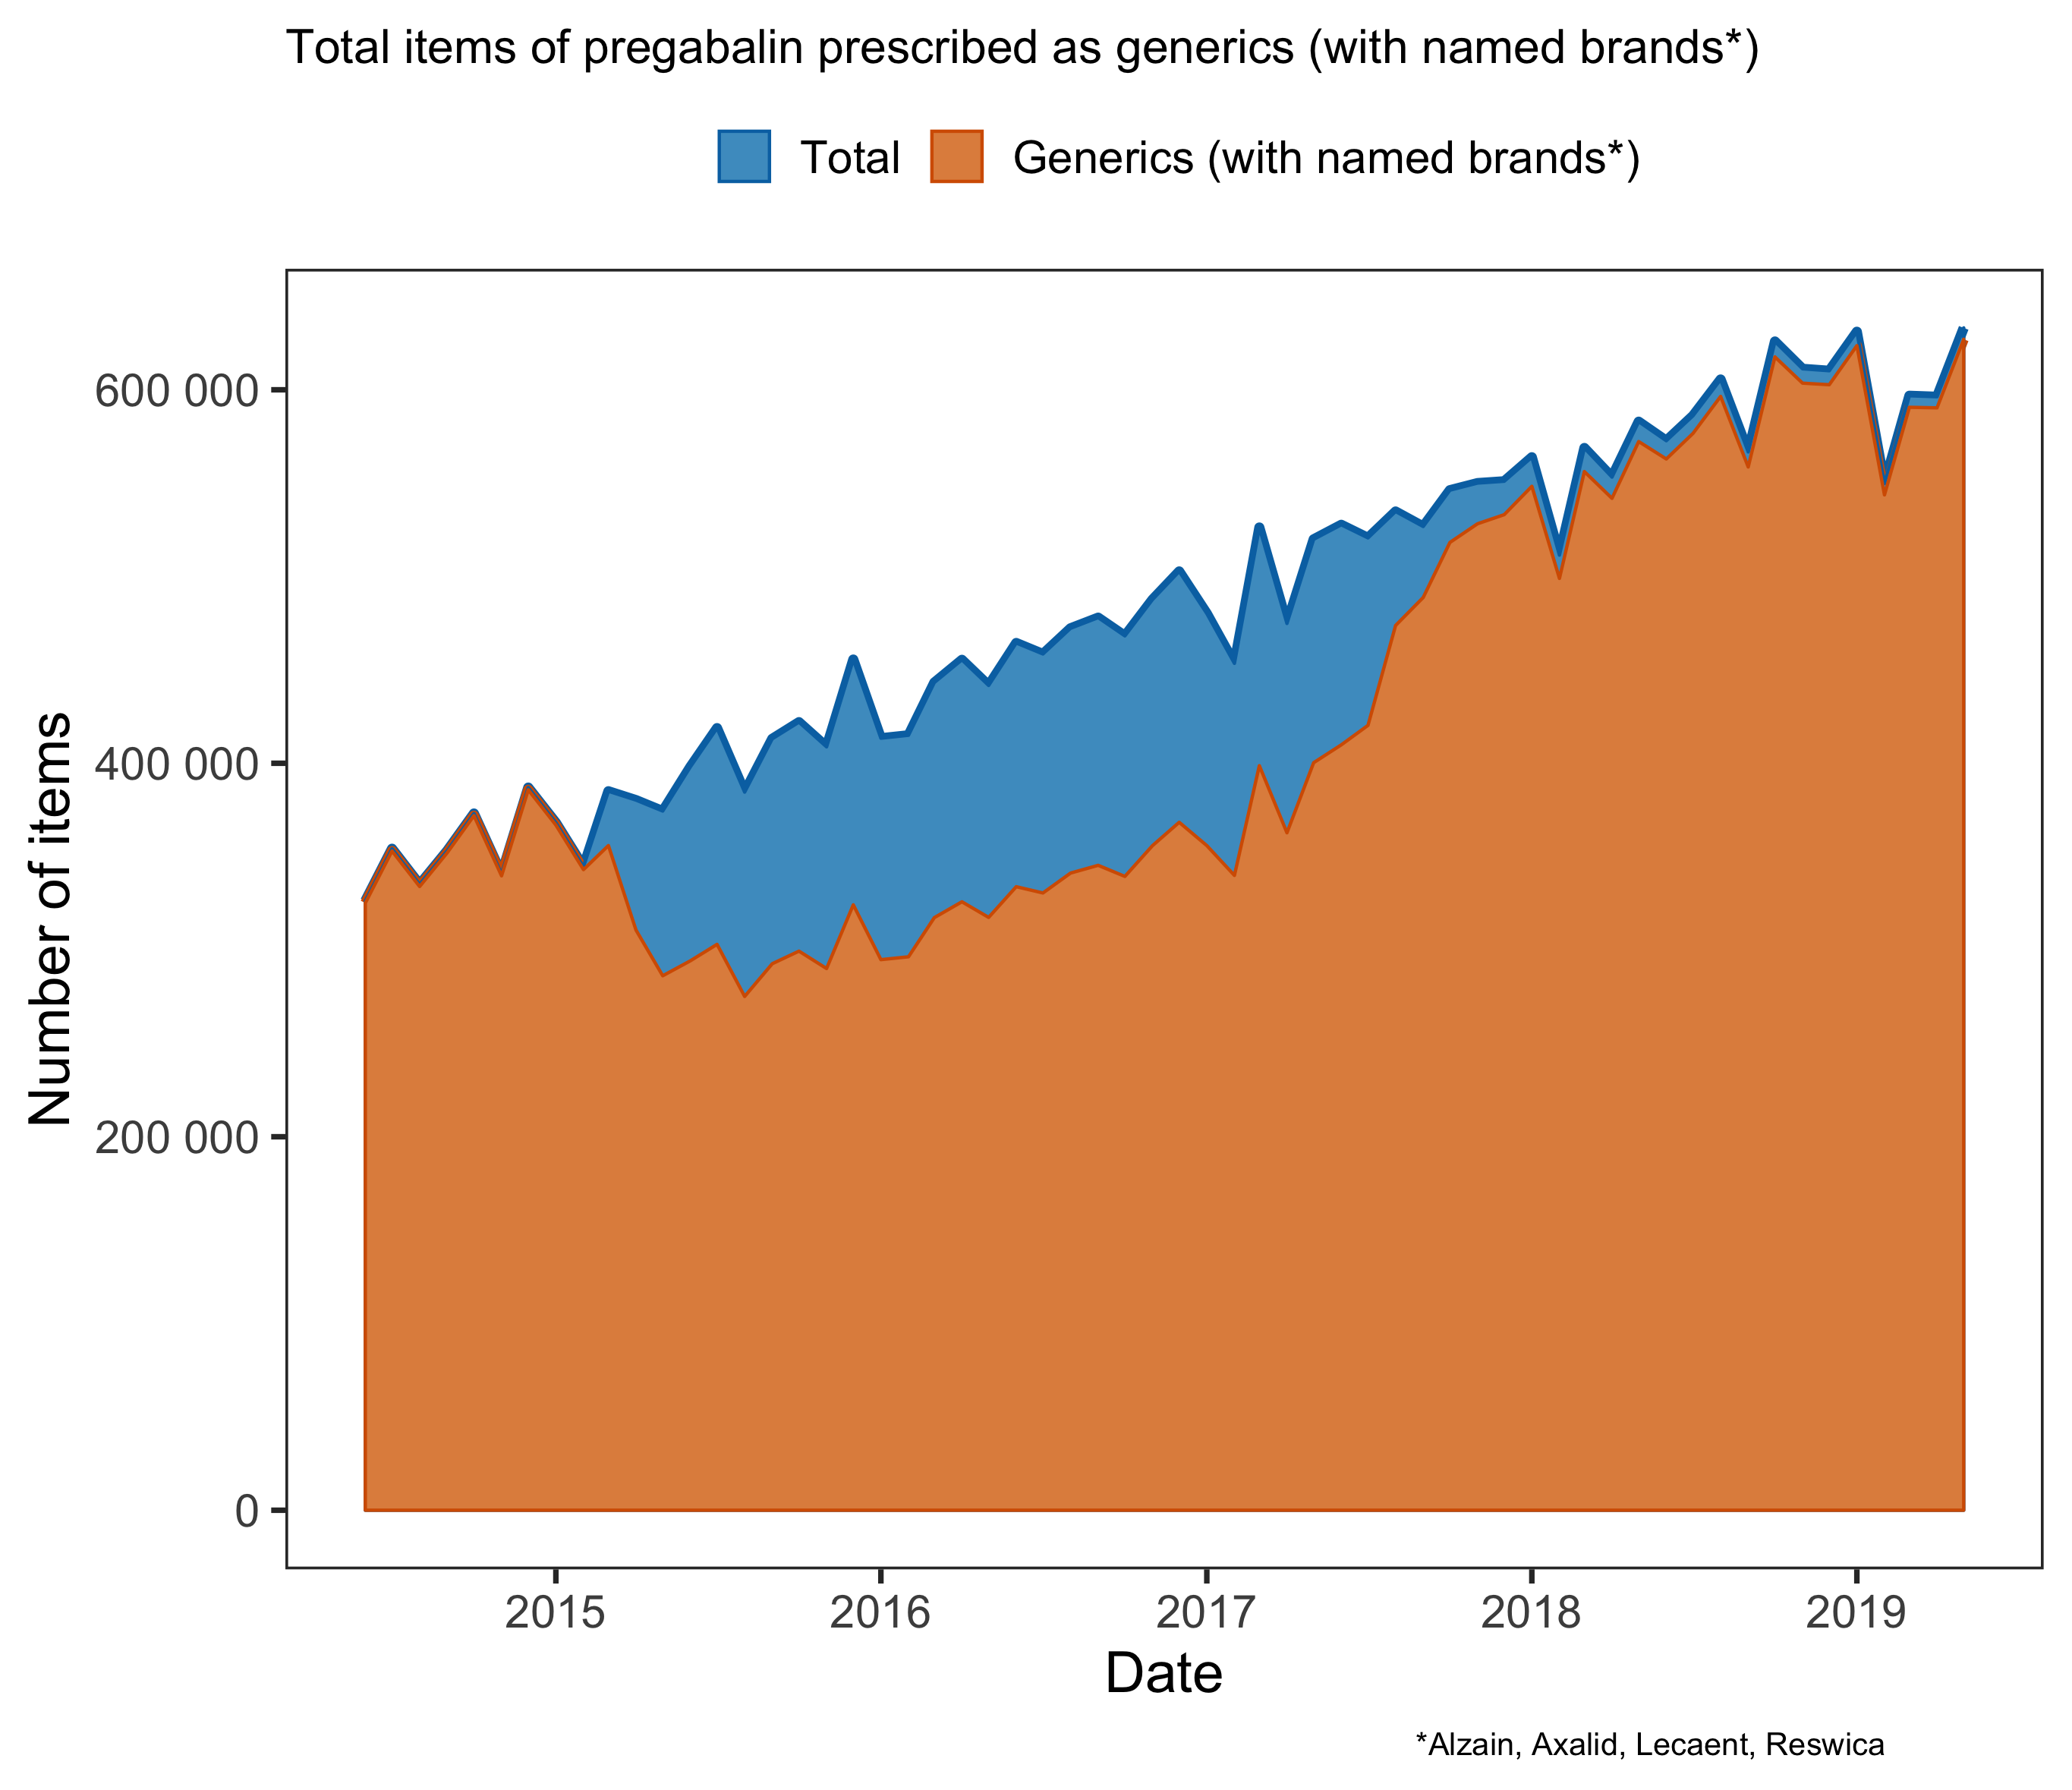 Total items of pregabalin prescribed as generics (with named brands*)
Total
Generics (with named brands*)
Number of items
600 000
400 000
200 000
0
2015
2016
2017
2018
2019
Date
*Alzain, Axalid, Lecaent, Reswica